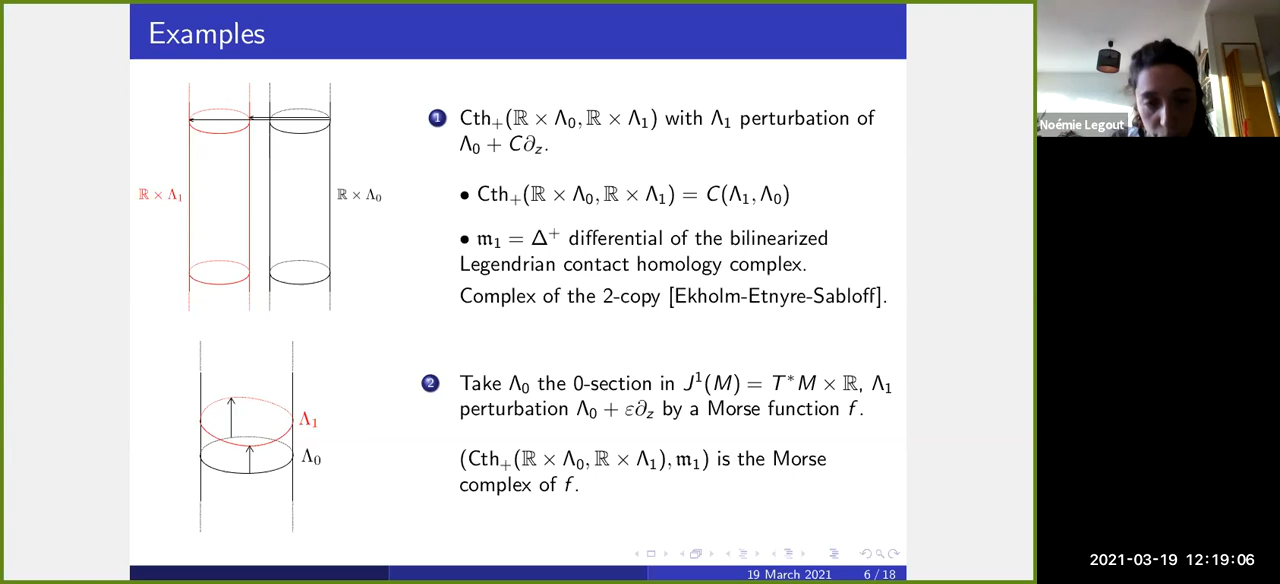 Examples
ℝ × Λ₁
ℝ × Λ₀
1 Cth₊(ℝ × Λ₀, ℝ × Λ₁) with Λ₁ perturbation of
Λ₀ + C∂_z.
• Cth₊(ℝ × Λ₀, ℝ × Λ₁) = C(Λ₁, Λ₀)
• 𝔪₁ = Δ⁺ differential of the bilinearized
Legendrian contact homology complex.
Complex of the 2-copy [Ekholm-Etnyre-Sabloff].
Λ₁
Λ₀
2 Take Λ₀ the 0-section in J¹(M) = T*M × ℝ, Λ₁
perturbation Λ₀ + ε∂_z by a Morse function f.
(Cth₊(ℝ × Λ₀, ℝ × Λ₁), 𝔪₁) is the Morse
complex of f.
19 March 2021 6 / 18
Noémie Legout
2021-03-19 12:19:06